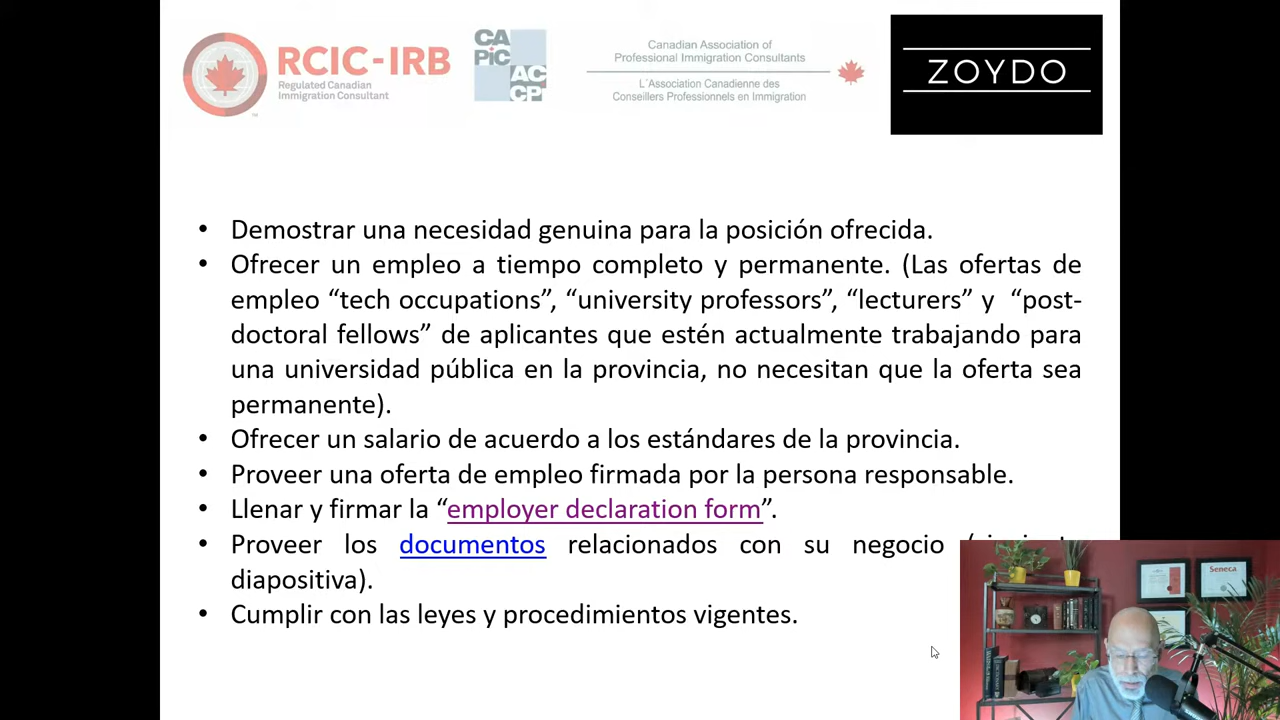 RCIC-IRB
Regulated Canadian
Immigration Consultant
CA
PiC
AC
CP
Canadian Association of
Professional Immigration Consultants
L´Association Canadienne des
Conseillers Professionnels en Immigration
ZOYDO
• Demostrar una necesidad genuina para la posición ofrecida.
• Ofrecer un empleo a tiempo completo y permanente. (Las ofertas de
empleo “tech occupations”, “university professors”, “lecturers” y “post-
doctoral fellows” de aplicantes que estén actualmente trabajando para
una universidad pública en la provincia, no necesitan que la oferta sea
permanente).
• Ofrecer un salario de acuerdo a los estándares de la provincia.
• Proveer una oferta de empleo firmada por la persona responsable.
• Llenar y firmar la “employer declaration form”.
• Proveer los documentos relacionados con su negocio
diapositiva).
• Cumplir con las leyes y procedimientos vigentes.
Seneca